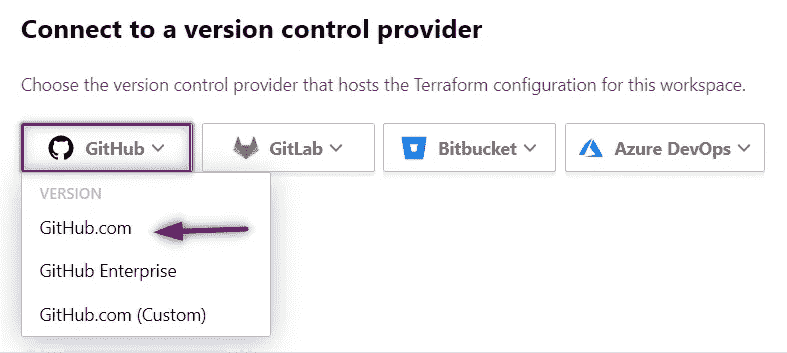 Connect to a version control provider
Choose the version control provider that hosts the Terraform configuration for this workspace.
GitHub GitLab Bitbucket Azure DevOps
VERSION
GitHub.com
GitHub Enterprise
GitHub.com (Custom)